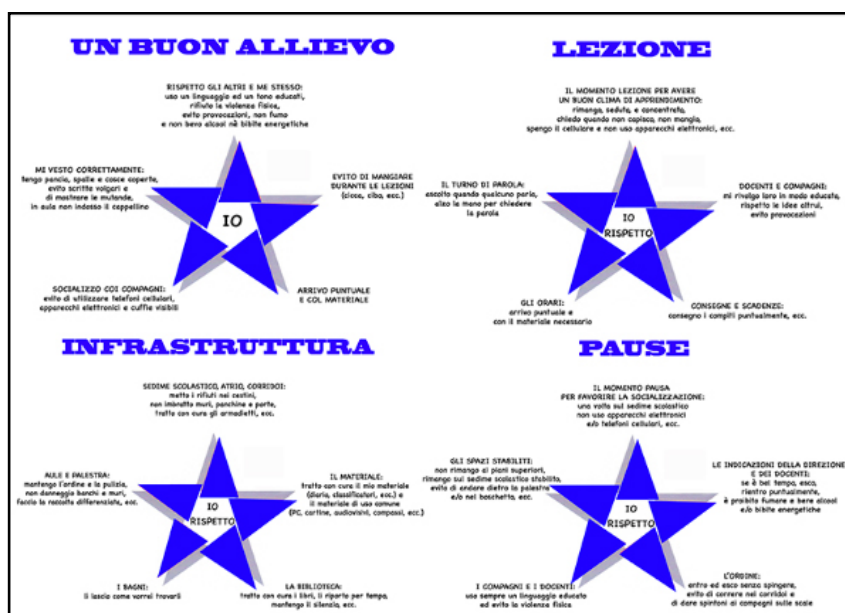 UN BUON ALLIEVO
RISPETTO GLI ALTRI E ME STESSO:
uso un linguaggio ed un tono educati,
rifiuto la violenza fisica,
evito provocazioni, non fumo
e non bevo alcool nè bibite energetiche
MI VESTO CORRETTAMENTE:
tengo pancia, spalle e cosce coperte,
evito scritte volgari e
di mostrare le mutande,
in aula non indosso il cappellino
EVITO DI MANGIARE
DURANTE LE LEZIONI
(cicca, cibo, ecc.)
IO
SOCIALIZZO COI COMPAGNI:
evito di utilizzare telefoni cellulari,
apparecchi elettronici e cuffie visibili
ARRIVO PUNTUALE
E COL MATERIALE
LEZIONE
IL MOMENTO LEZIONE PER AVERE
UN BUON CLIMA DI APPRENDIMENTO:
rimango, seduto, e concentrato,
chiedo quando non capisco, non mangio,
spengo il cellulare e non uso apparecchi elettronici, ecc.
IL TURNO DI PAROLA:
ascolto quando qualcuno parla,
alzo la mano per chiedere
la parola
DOCENTI E COMPAGNI:
mi rivolgo loro in modo educato,
rispetto le idee altrui,
evito provocazioni
IO
RISPETTO
GLI ORARI:
arrivo puntuale e
con il materiale necessario
CONSEGNE E SCADENZE:
consegno i compiti puntualmente, ecc.
INFRASTRUTTURA
SEDIME SCOLASTICO, ATRIO, CORRIDOI:
metto i rifiuti nei cestini,
non imbratto muri, panchine e porte,
tratto con cura gli armadietti, ecc.
AULE E PALESTRA:
mantengo l'ordine e la pulizia,
non danneggio banchi e muri,
faccio la raccolta differenziata, ecc.
IL MATERIALE:
tratto con cura il mio materiale
(diario, classificatori, ecc.) e
il materiale di uso comune
(PC, cartine, audiovisivi, compassi, ecc.)
IO
RISPETTO
I BAGNI:
li lascio come vorrei trovarli
LA BIBLIOTECA:
tratto con cura i libri, li riporto per tempo,
mantengo il silenzio, ecc.
PAUSE
IL MOMENTO PAUSA
PER FAVORIRE LA SOCIALIZZAZIONE:
una volta sul sedime scolastico
non uso apparecchi elettronici
e/o telefoni cellulari, ecc.
GLI SPAZI STABILITI:
non rimango ai piani superiori,
rimango sul sedime scolastico stabilito,
evito di andare dietro la palestra
e/o nel boschetto, ecc.
LE INDICAZIONI DELLA DIREZIONE
E DEI DOCENTI:
se è bel tempo, esco,
rientro puntualmente,
è proibito fumare e bere alcool
e/o bibite energetiche
IO
RISPETTO
I COMPAGNI E I DOCENTI:
uso sempre un linguaggio educato
ed evito la violenza fisica
L'ORDINE:
entro ed esco senza spingere,
evito di correre nei corridoi e
di dare spintoni ai compagni sulle scale